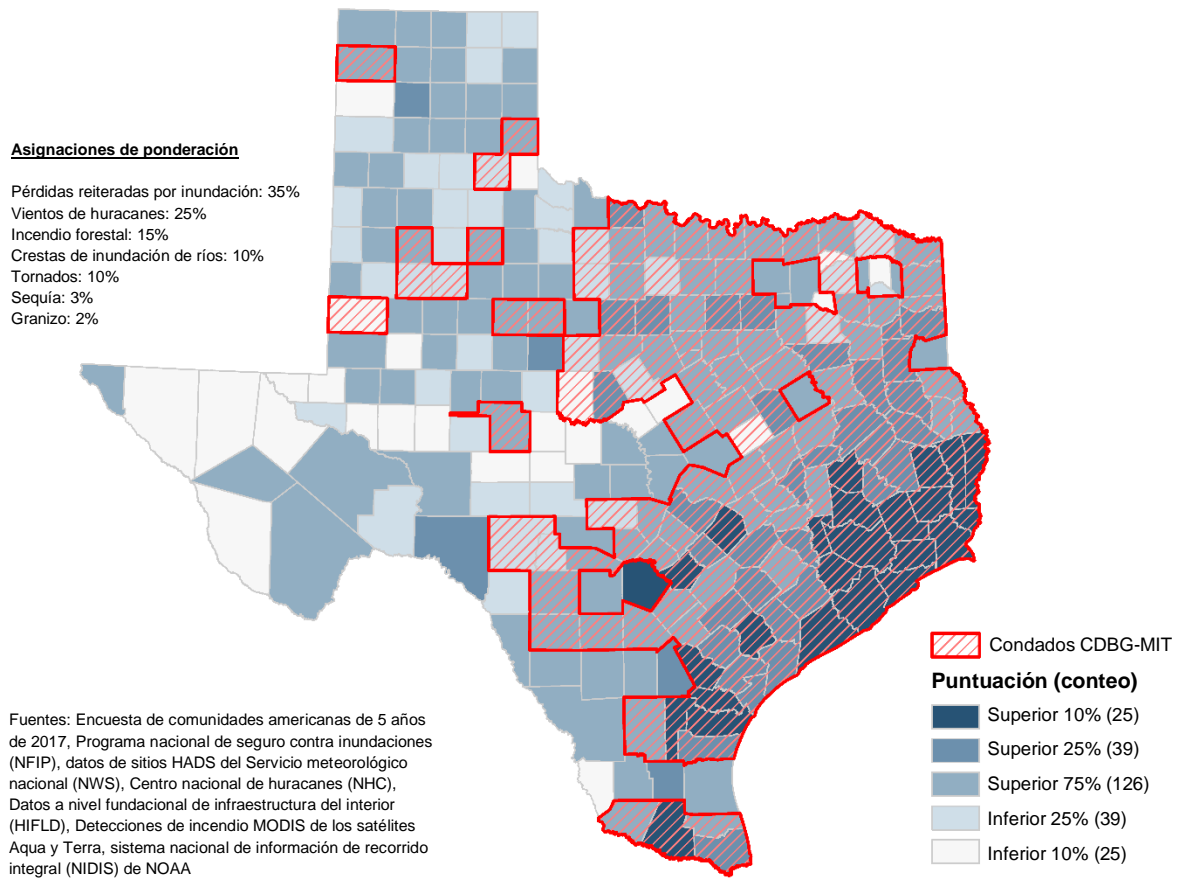 Asignaciones de ponderación
Pérdidas reiteradas por inundación: 35%
Vientos de huracanes: 25%
Incendio forestal: 15%
Crestas de inundación de ríos: 10%
Tornados: 10%
Sequía: 3%
Granizo: 2%
Condados CDBG-MIT
Puntuación (conteo)
Superior 10% (25)
Superior 25% (39)
Superior 75% (126)
Inferior 25% (39)
Inferior 10% (25)
Fuentes: Encuesta de comunidades americanas de 5 años
de 2017, Programa nacional de seguro contra inundaciones
(NFIP), datos de sitios HADS del Servicio meteorológico
nacional (NWS), Centro nacional de huracanes (NHC),
Datos a nivel fundacional de infraestructura del interior
(HIFLD), Detecciones de incendio MODIS de los satélites
Aqua y Terra, sistema nacional de información de recorrido
integral (NIDIS) de NOAA